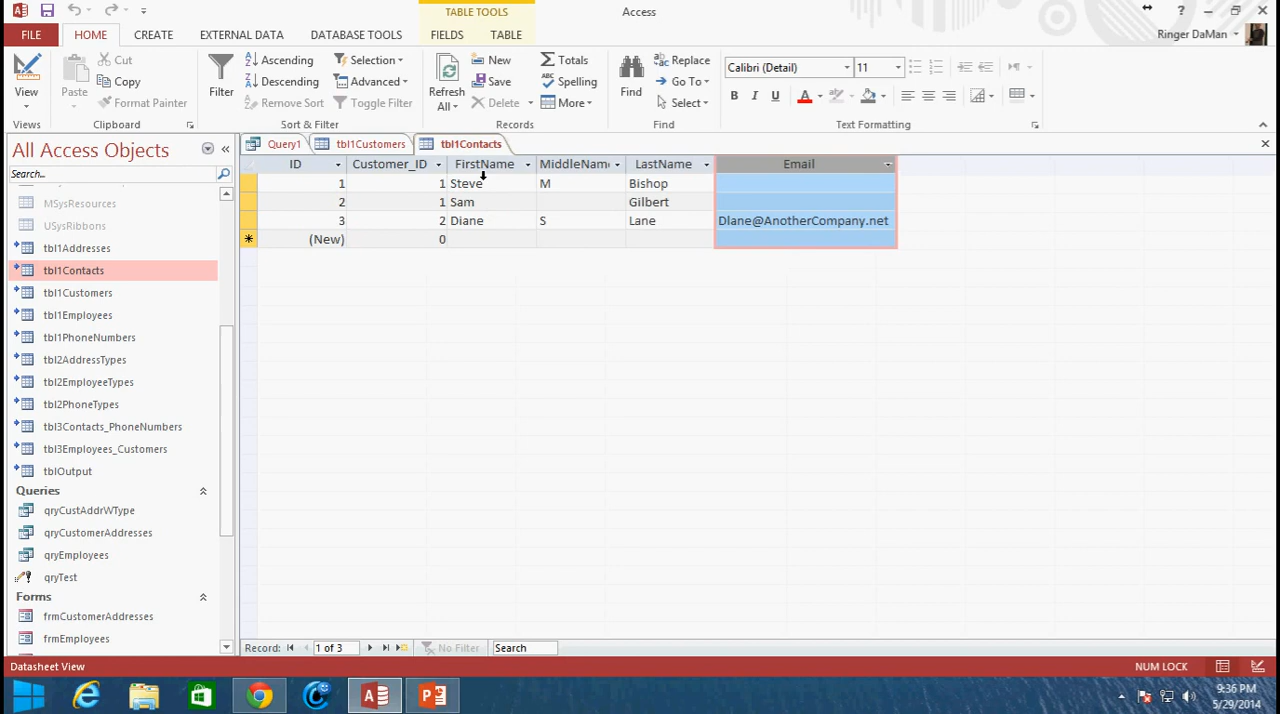 TABLE TOOLS
Access
Ringer DaMan
FILE
HOME
CREATE
EXTERNAL DATA
DATABASE TOOLS
FIELDS
TABLE
View
Views
Paste
Cut
Copy
Format Painter
Clipboard
Filter
Ascending
Descending
Remove Sort
Selection
Advanced
Toggle Filter
Sort & Filter
Refresh
All
New
Save
Delete
Totals
Spelling
More
Records
Find
Replace
Go To
Select
Find
Calibri (Detail)
11
B I U A
Text Formatting
All Access Objects
Search...
MSysResources
USysRibbons
tbl1Addresses
tbl1Contacts
tbl1Customers
tbl1Employees
tbl1PhoneNumbers
tbl2AddressTypes
tbl2EmployeeTypes
tbl2PhoneTypes
tbl3Contacts_PhoneNumbers
tbl3Employees_Customers
tblOutput
Queries
qryCustAddrWType
qryCustomerAddresses
qryEmployees
qryTest
Forms
frmCustomerAddresses
frmEmployees
Query1
tbl1Customers
tbl1Contacts
ID Customer_ID FirstName MiddleName LastName Email
1 1 Steve M Bishop
2 1 Sam Gilbert
3 2 Diane S Lane DIane@AnotherCompany.net
(New) 0
Record: 1 of 3 No Filter Search
Datasheet View
NUM LOCK
9:36 PM
5/29/2014